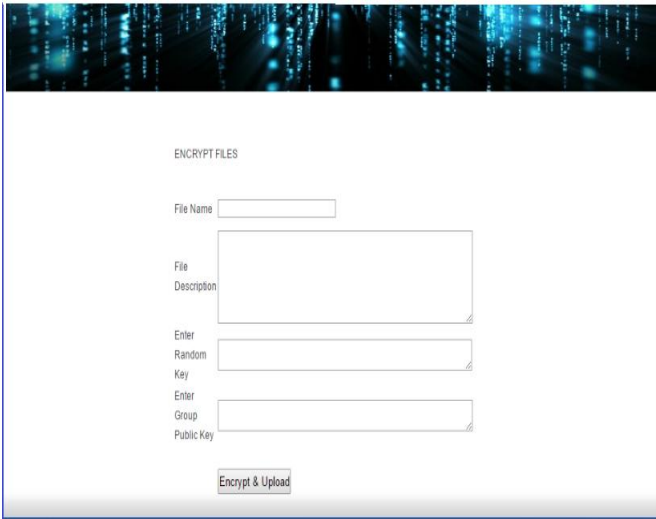 ENCRYPT FILES
File Name
File
Description
Enter
Random
Key
Enter
Group
Public Key
Encrypt & Upload